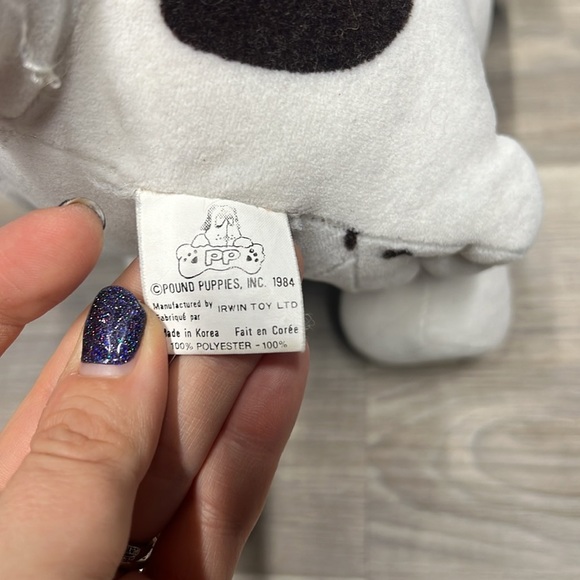 PP
©POUND PUPPIES, INC. 1984
Manufactured by IRWIN TOY LTD
Fabriqué par
Made in Korea Fait en Corée
100% POLYESTER -100%